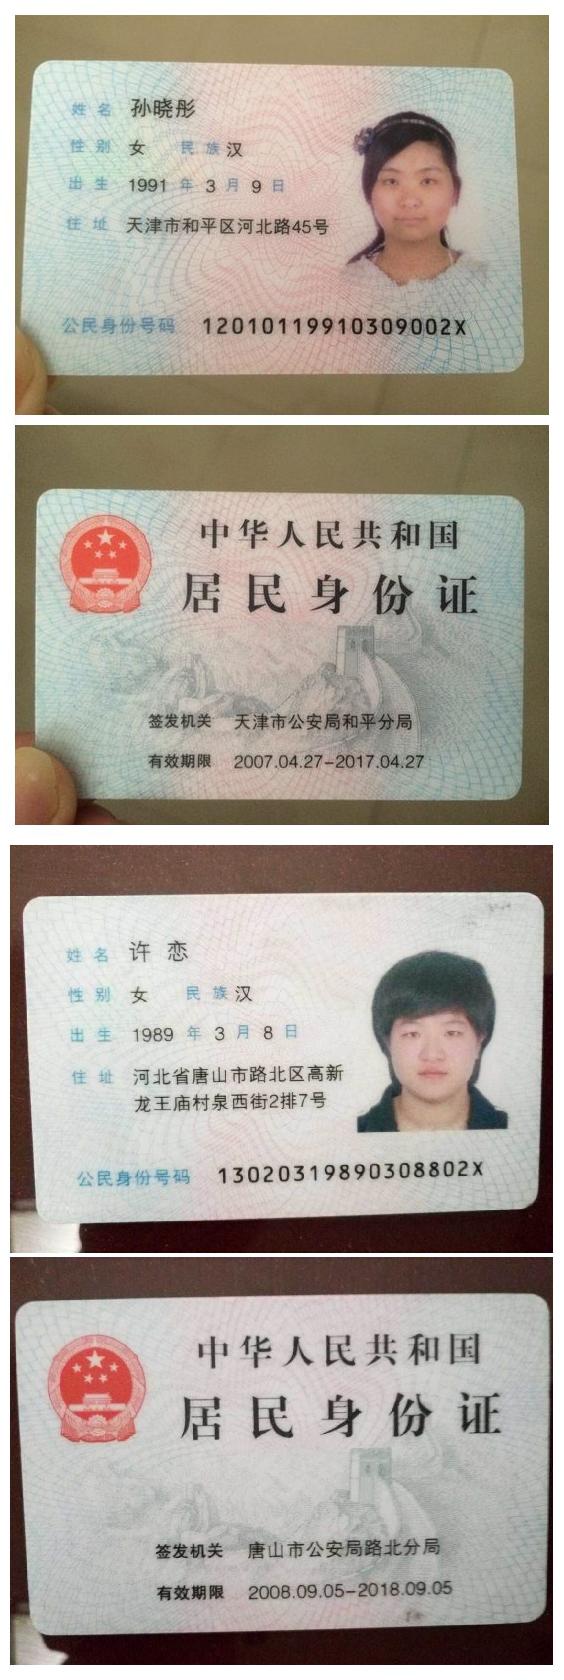 姓名 孙晓彤
性别 女 民族 汉
出生 1991 年 3 月 9 日
住址 天津市和平区河北路45号
公民身份号码 12010119910309002X
中华人民共和国
居民身份证
签发机关 天津市公安局和平分局
有效期限 2007.04.27-2017.04.27
姓名 许恋
性别 女 民族 汉
出生 1989 年 3 月 8 日
住址 河北省唐山市路北区高新
龙王庙村泉西街2排7号
公民身份号码 13020319890308802X
中华人民共和国
居民身份证
签发机关 唐山市公安局路北分局
有效期限 2008.09.05-2018.09.05